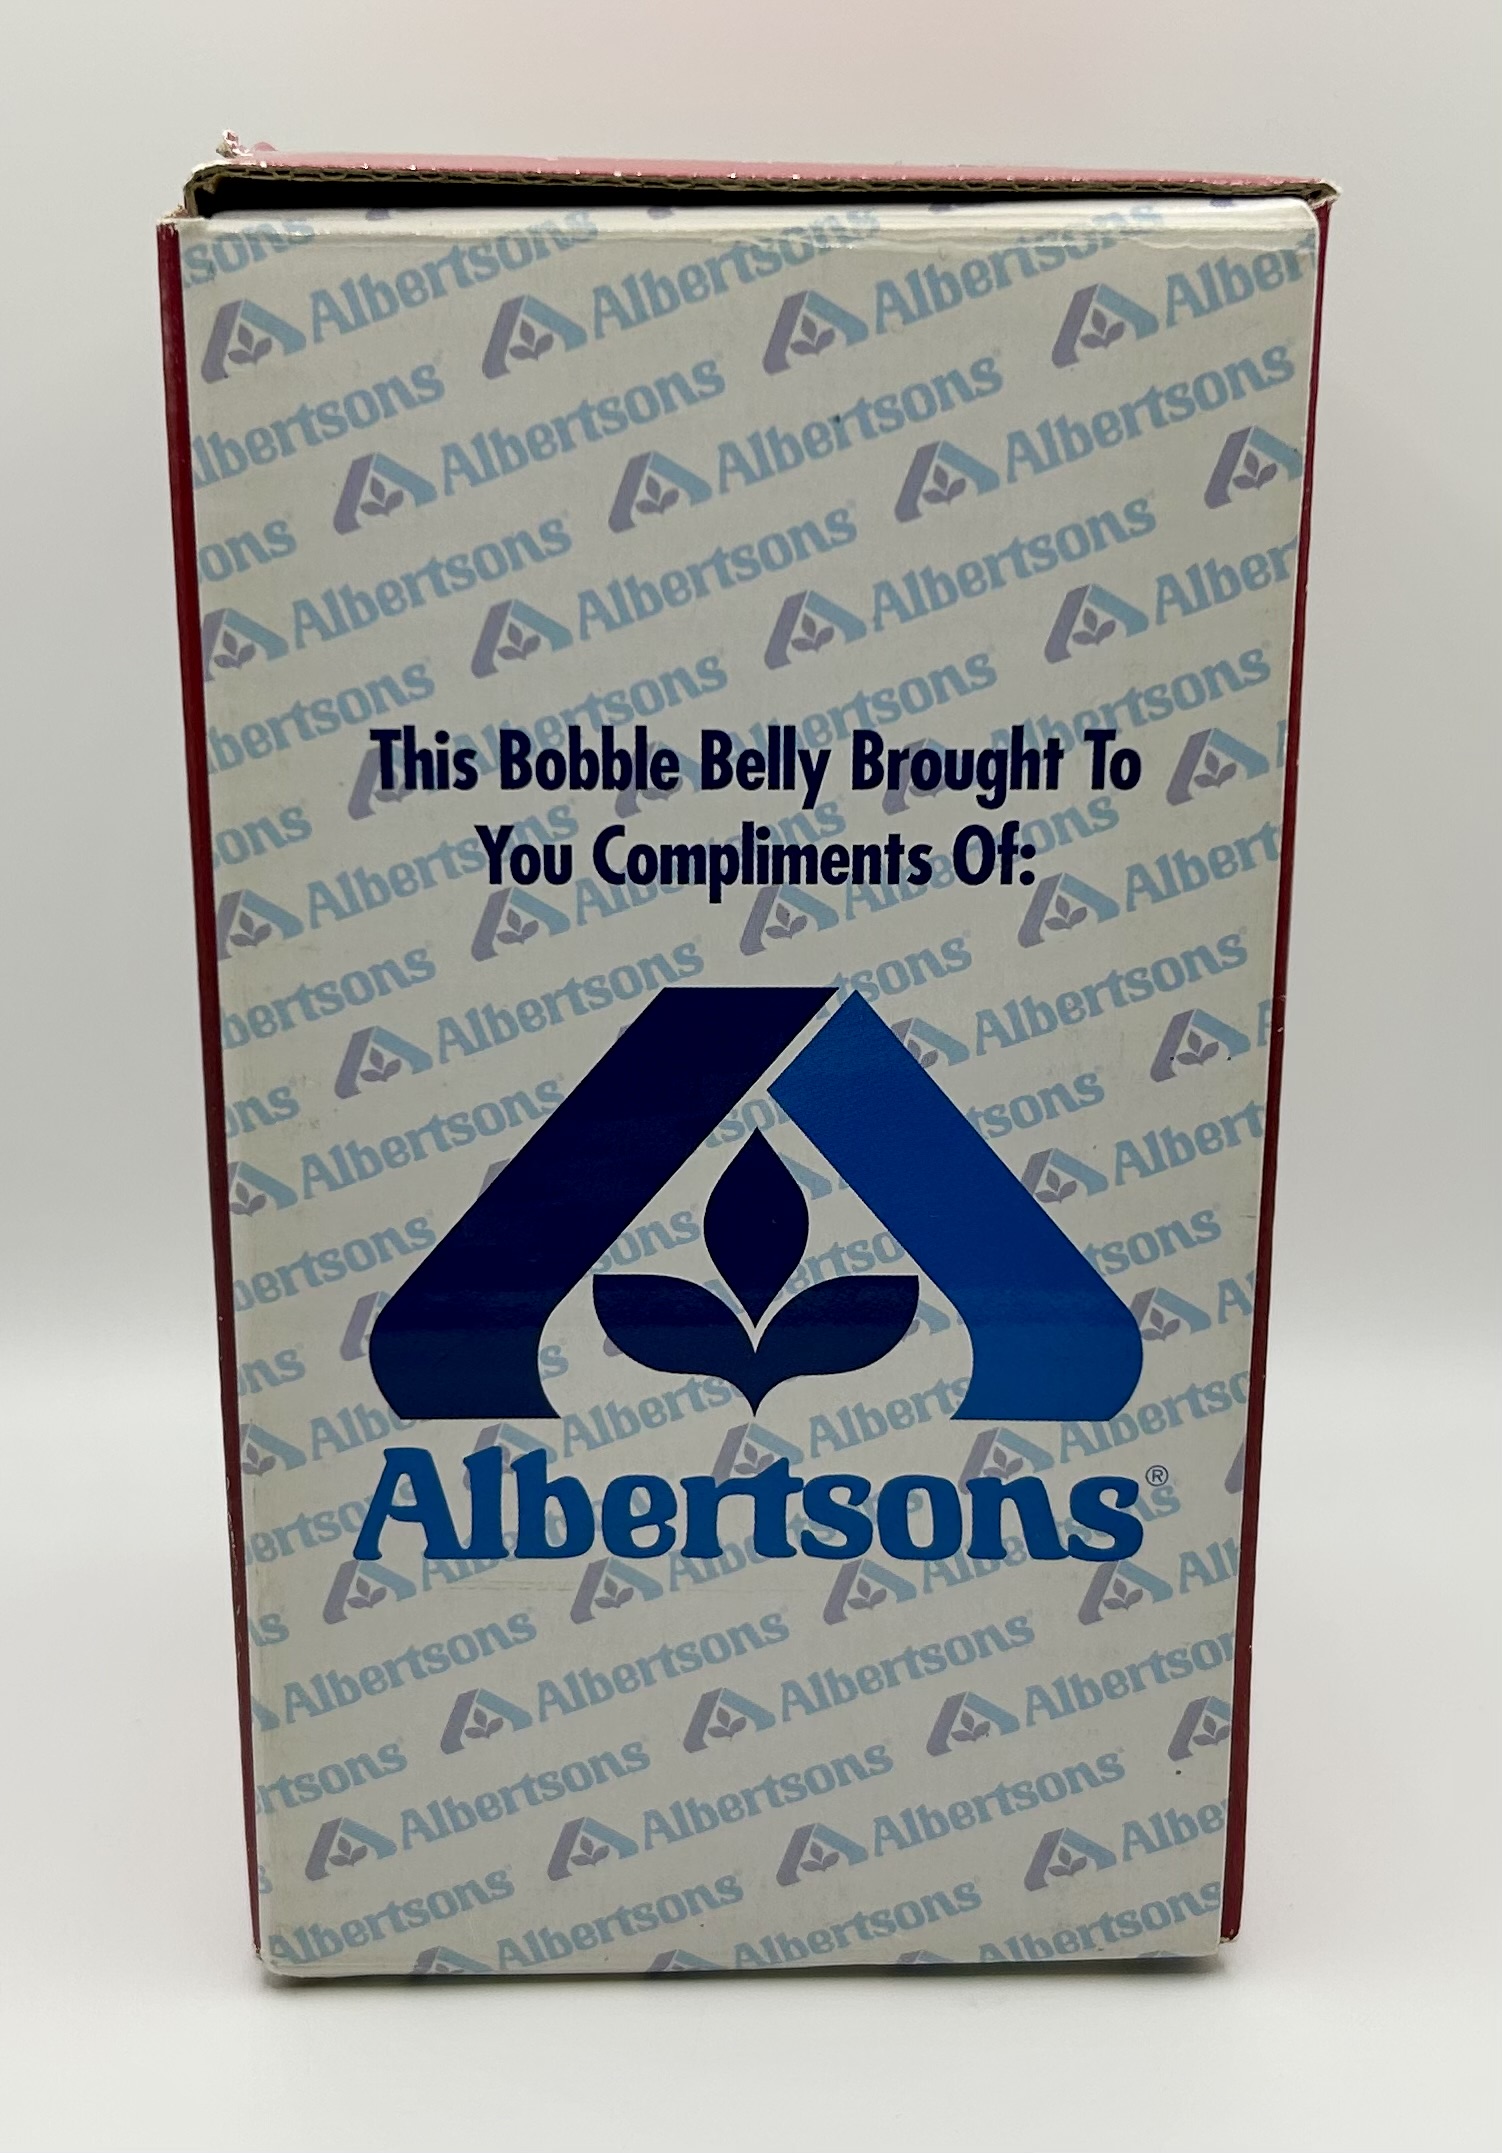 This Bobble Belly Brought To
You Compliments Of:
Albertsons®